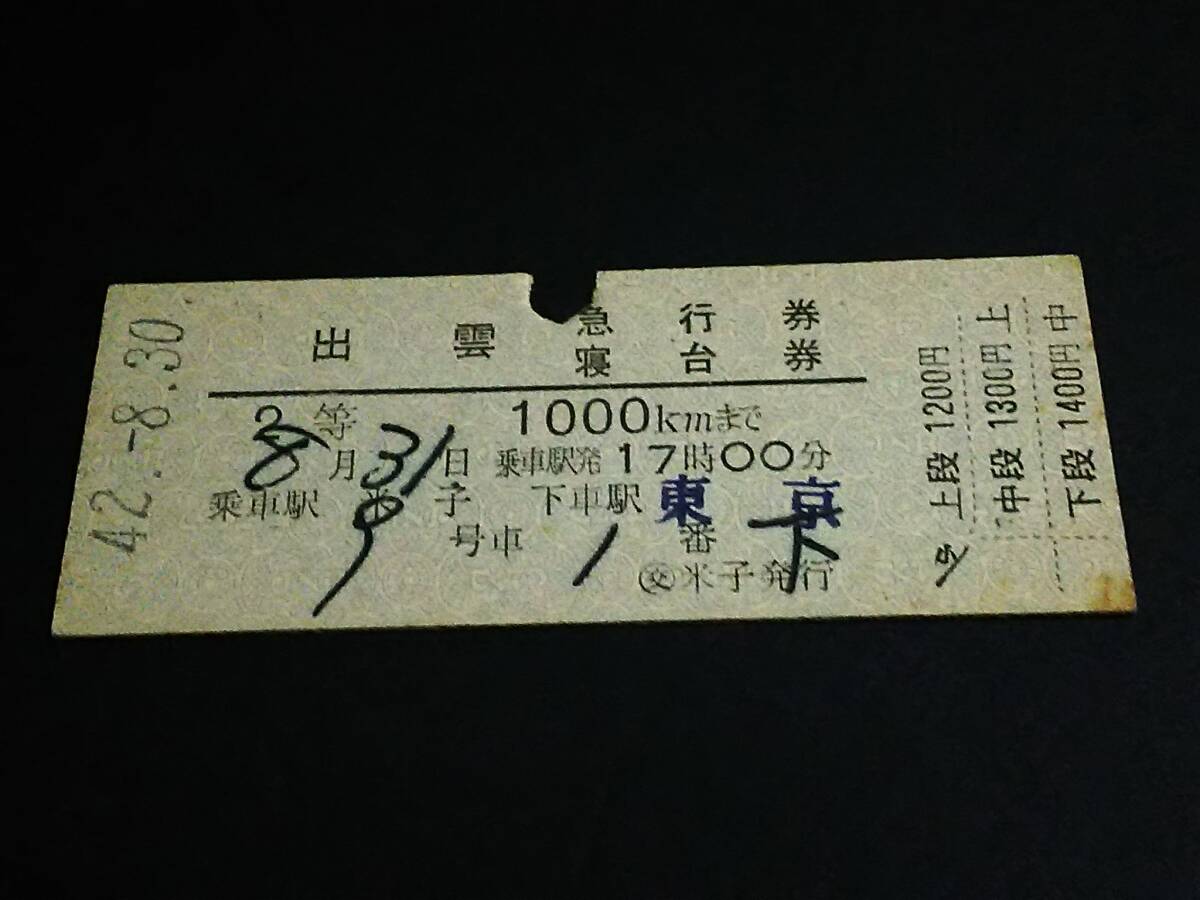 42.-8.30
出雲 急行券
寝台券
2等 1000kmまで
8月31日 乗車駅発17時00分
乗車駅 米子 下車駅 東京
9号車 1番下
㊋米子発行
上段 1200円
中段 1300円 上
下段 1400円 中